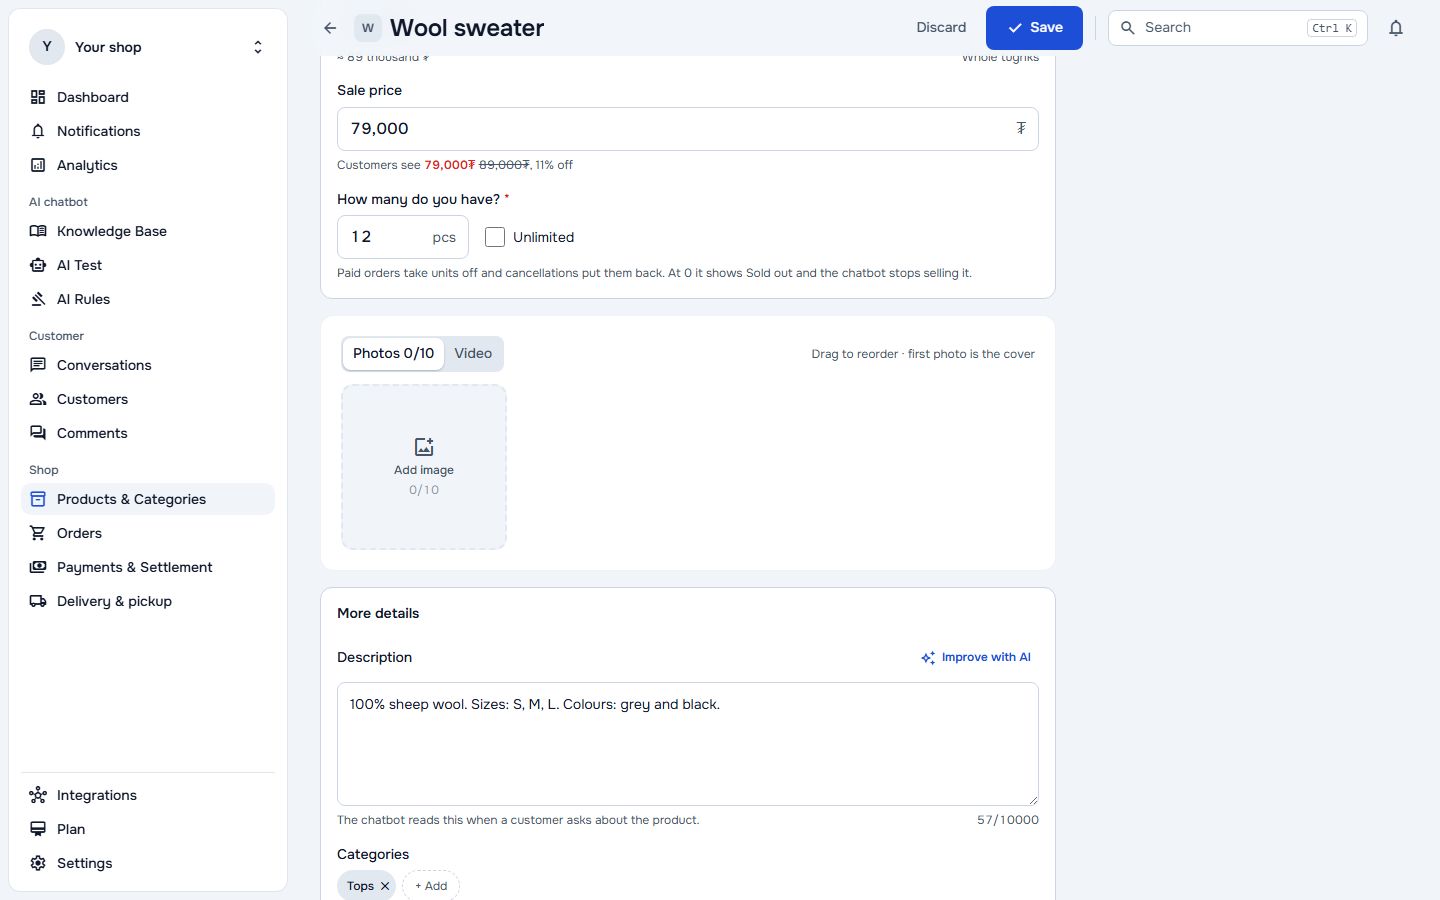 Your shop
Y
Dashboard
Notifications
Analytics
AI chatbot
Knowledge Base
AI Test
AI Rules
Customer
Conversations
Customers
Comments
Shop
Products & Categories
Orders
Payments & Settlement
Delivery & pickup
Integrations
Plan
Settings
W
Wool sweater
Discard
Save
Search
Ctrl K
≈ 89 thousand ₮
Whole tugriks
Sale price
79,000
₮
Customers see 79,000₮ 89,000₮, 11% off
How many do you have? *
12
pcs
Unlimited
Paid orders take units off and cancellations put them back. At 0 it shows Sold out and the chatbot stops selling it.
Photos 0/10
Video
Drag to reorder · first photo is the cover
Add image
0/10
More details
Description
Improve with AI
100% sheep wool. Sizes: S, M, L. Colours: grey and black.
The chatbot reads this when a customer asks about the product.
57/10000
Categories
Tops
+ Add